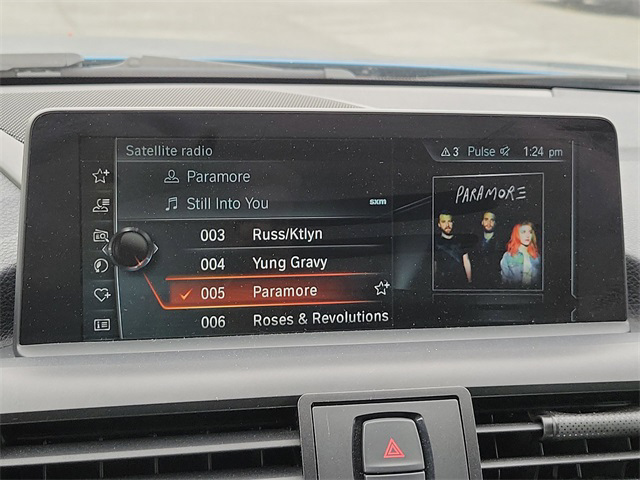 Satellite radio
3 Pulse 1:24 pm
Paramore
Still Into You
sxm
PARAMORE
003 Russ/Ktlyn
004 Yung Gravy
005 Paramore
006 Roses & Revolutions